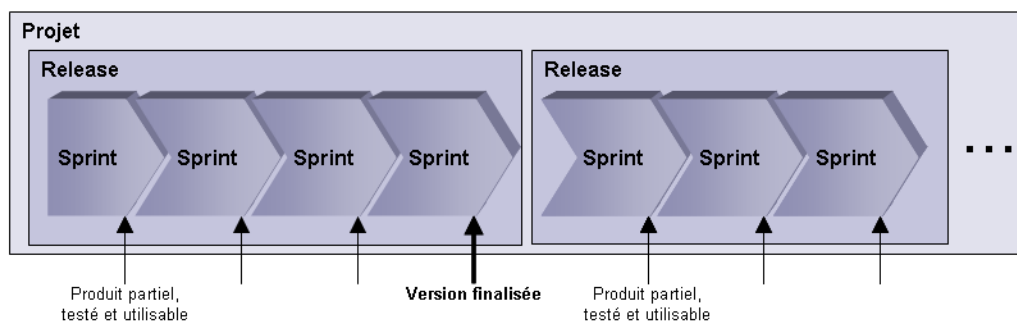 Projet
Release
Release
Sprint
Sprint
Sprint
Sprint
Sprint
Sprint
Sprint
...
Produit partiel,
testé et utilisable
Version finalisée
Produit partiel,
testé et utilisable